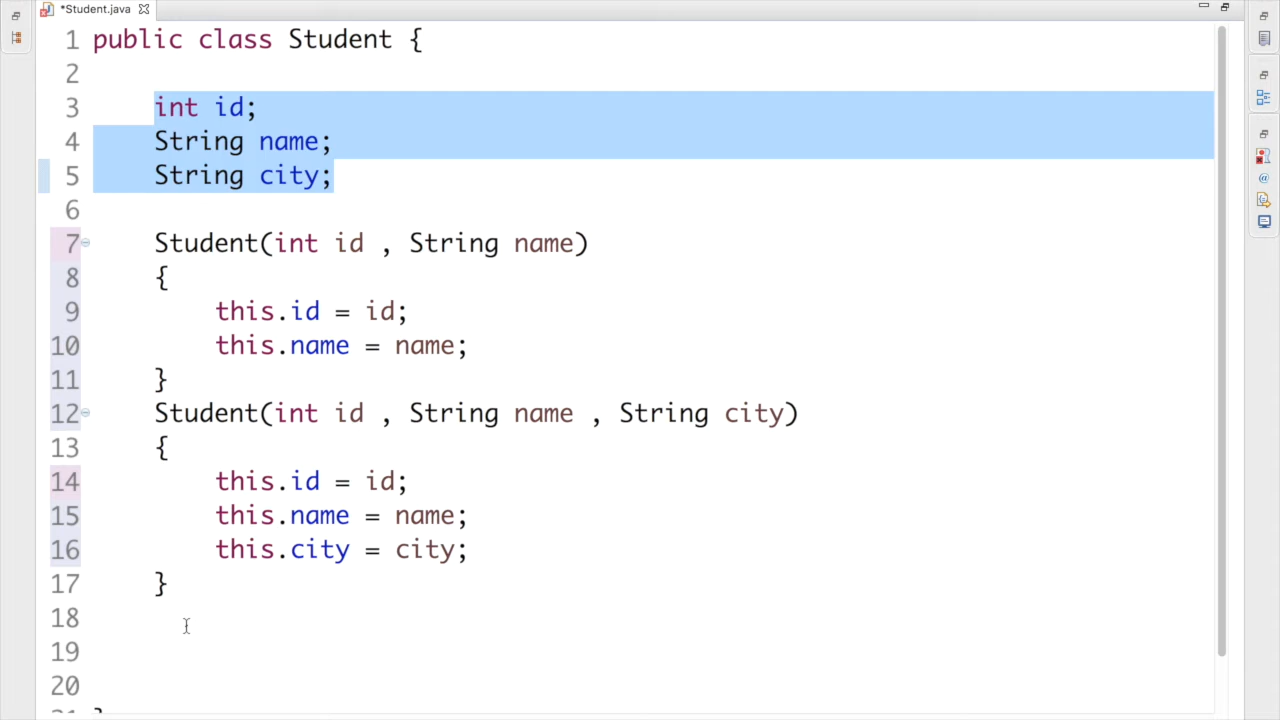 *Student.java
1 public class Student {
2
3 int id;
4 String name;
5 String city;
6
7 Student(int id , String name)
8 {
9 this.id = id;
10 this.name = name;
11 }
12 Student(int id , String name , String city)
13 {
14 this.id = id;
15 this.name = name;
16 this.city = city;
17 }
18
19
20